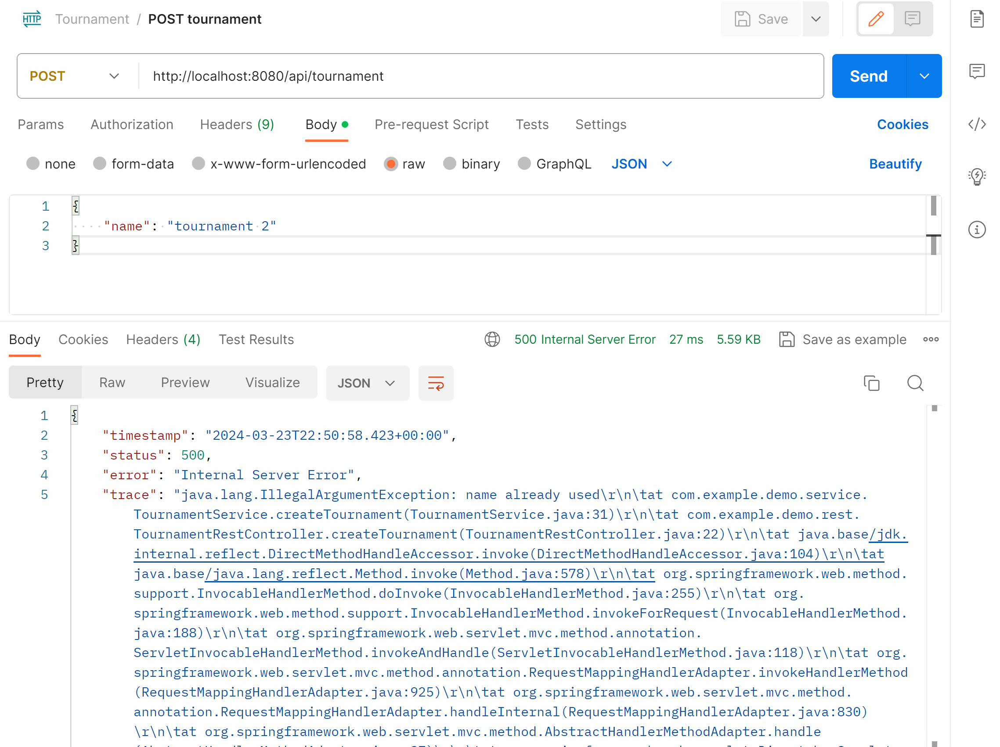 HTTP Tournament / POST tournament Save
POST http://localhost:8080/api/tournament Send
Params Authorization Headers (9) Body Pre-request Script Tests Settings Cookies
none form-data x-www-form-urlencoded raw binary GraphQL JSON Beautify
1 {
2 "name": "tournament 2"
3 }
Body Cookies Headers (4) Test Results 500 Internal Server Error 27 ms 5.59 KB Save as example
Pretty Raw Preview Visualize JSON
1 {
2 "timestamp": "2024-03-23T22:50:58.423+00:00",
3 "status": 500,
4 "error": "Internal Server Error",
5 "trace": "java.lang.IllegalArgumentException: name already used\r\n\tat com.example.demo.service.
TournamentService.createTournament(TournamentService.java:31)\r\n\tat com.example.demo.rest.
TournamentRestController.createTournament(TournamentRestController.java:22)\r\n\tat java.base/jdk.
internal.reflect.DirectMethodHandleAccessor.invoke(DirectMethodHandleAccessor.java:104)\r\n\tat
java.base/java.lang.reflect.Method.invoke(Method.java:578)\r\n\tat org.springframework.web.method.
support.InvocableHandlerMethod.doInvoke(InvocableHandlerMethod.java:255)\r\n\tat org.
springframework.web.method.support.InvocableHandlerMethod.invokeForRequest(InvocableHandlerMethod.
java:188)\r\n\tat org.springframework.web.servlet.mvc.method.annotation.
ServletInvocableHandlerMethod.invokeAndHandle(ServletInvocableHandlerMethod.java:118)\r\n\tat org.
springframework.web.servlet.mvc.method.annotation.RequestMappingHandlerAdapter.invokeHandlerMethod
(RequestMappingHandlerAdapter.java:925)\r\n\tat org.springframework.web.servlet.mvc.method.
annotation.RequestMappingHandlerAdapter.handleInternal(RequestMappingHandlerAdapter.java:830)
\r\n\tat org.springframework.web.servlet.mvc.method.AbstractHandlerMethodAdapter.handle